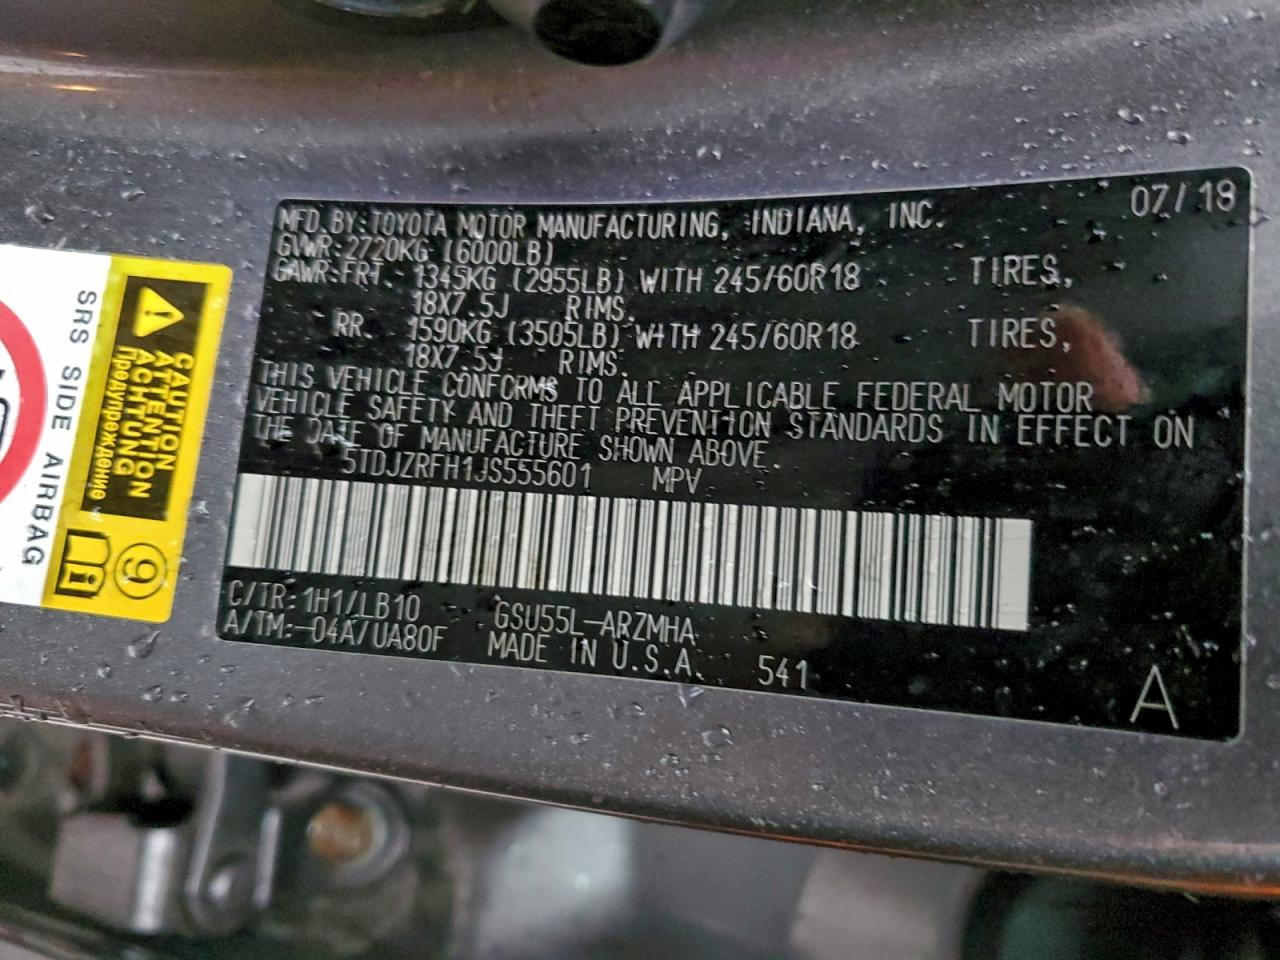 MFD. BY: TOYOTA MOTOR MANUFACTURING, INDIANA, INC. 07/18
GVWR: 2720KG (6000LB)
GAWR: FRT. 1345KG (2955LB) WITH 245/60R18 TIRES,
18X7.5J RIMS.
RR. 1590KG (3505LB) WITH 245/60R18 TIRES,
18X7.5J RIMS.
THIS VEHICLE CONFORMS TO ALL APPLICABLE FEDERAL MOTOR
VEHICLE SAFETY AND THEFT PREVENTION STANDARDS IN EFFECT ON
THE DATE OF MANUFACTURE SHOWN ABOVE.
5TDJZRFH1JS555601 MPV
C/TR: 1H1/LB10 GSU55L-ARZMHA
A/TM: -04A/UA80F MADE IN U.S.A. 541
A
SRS SIDE AIRBAG
CAUTION
ATTENTION
ACHTUNG
Предупреждение
9